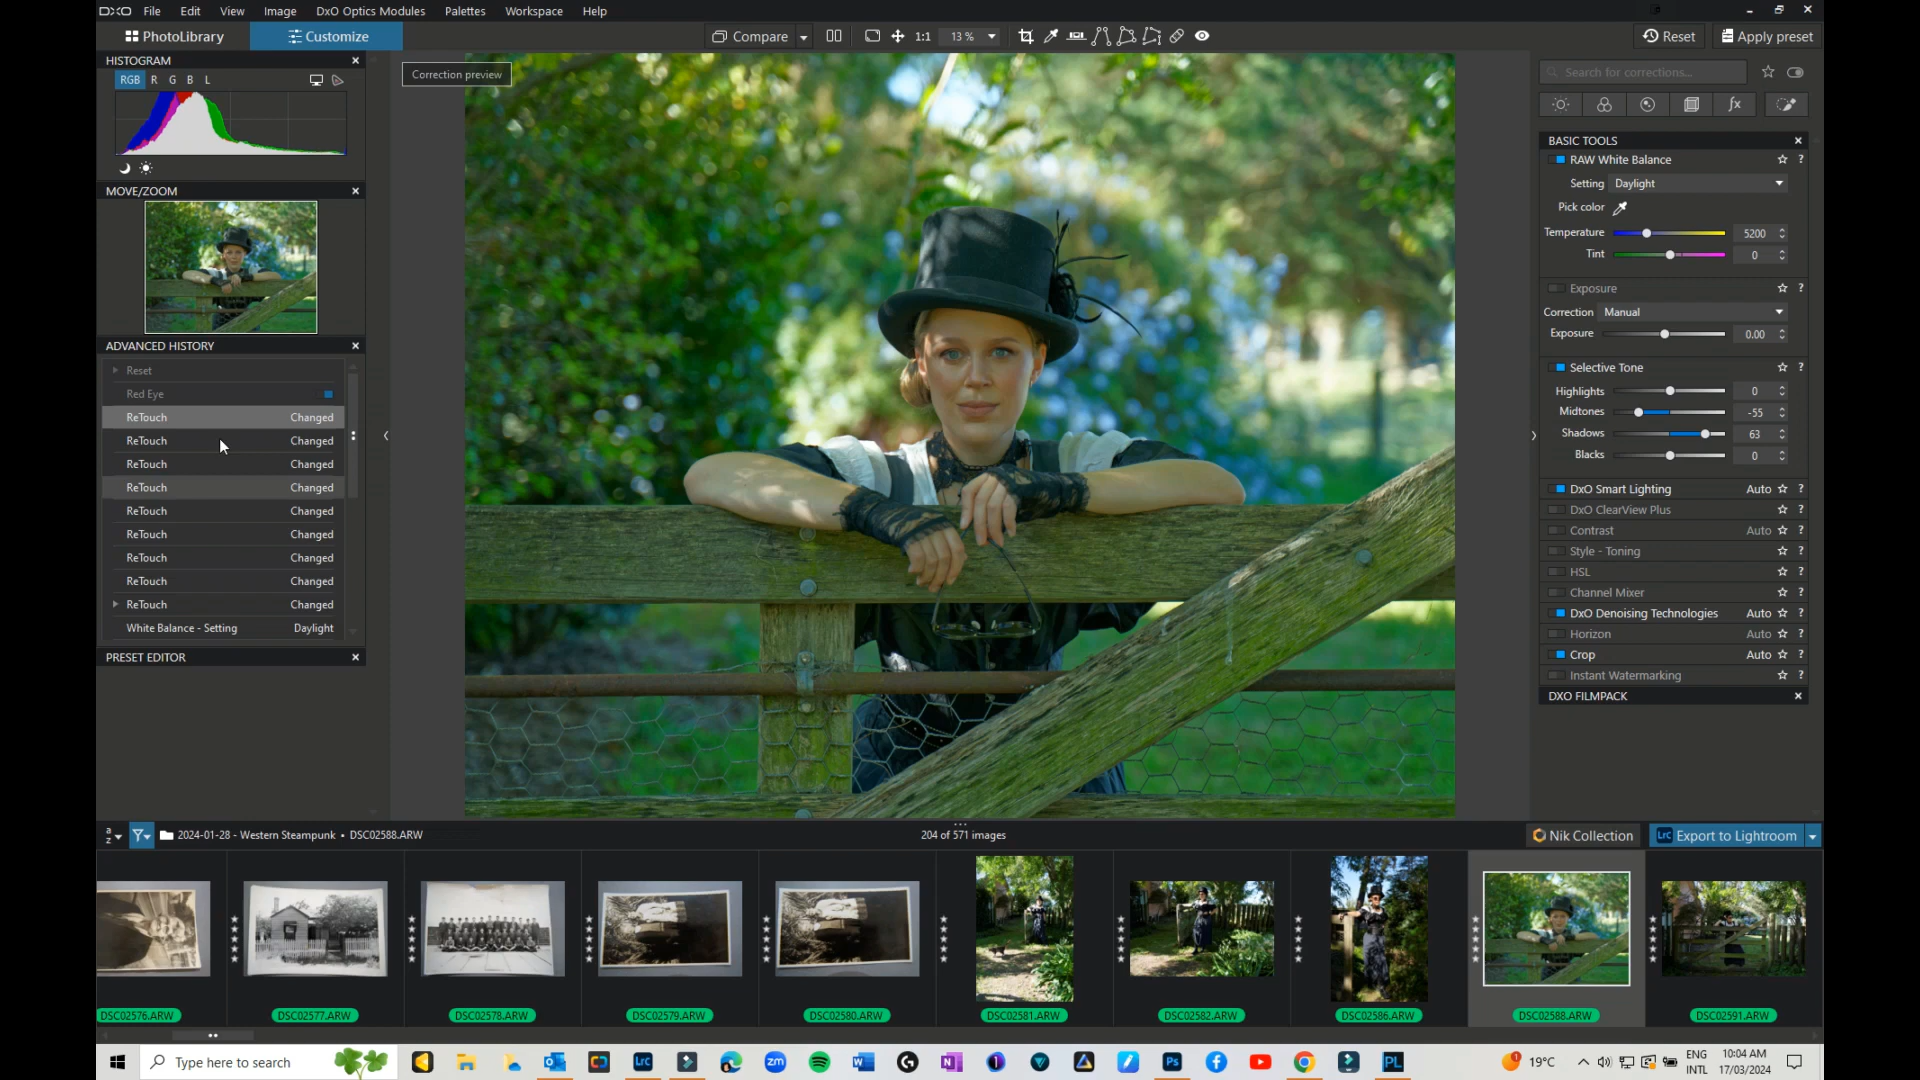 DXO File Edit View Image DxO Optics Modules Palettes Workspace Help
PhotoLibrary Customize Compare 1:1 13 % Reset Apply preset
HISTOGRAM
RGB R G B L
MOVE/ZOOM
ADVANCED HISTORY
Reset
Red Eye
ReTouch Changed
ReTouch Changed
ReTouch Changed
ReTouch Changed
ReTouch Changed
ReTouch Changed
ReTouch Changed
ReTouch Changed
ReTouch Changed
White Balance - Setting Daylight
PRESET EDITOR
Correction preview
Search for corrections...
fx
BASIC TOOLS
RAW White Balance ?
Setting Daylight
Pick color
Temperature 5200
Tint 0
Exposure ?
Correction Manual
Exposure 0.00
Selective Tone ?
Highlights 0
Midtones -55
Shadows 63
Blacks 0
DxO Smart Lighting Auto ?
DxO ClearView Plus ?
Contrast Auto ?
Style - Toning ?
HSL ?
Channel Mixer ?
DxO Denoising Technologies Auto ?
Horizon Auto ?
Crop Auto ?
Instant Watermarking ?
DXO FILMPACK
a z 2024-01-28 - Western Steampunk • DSC02588.ARW 204 of 571 images Nik Collection LrC Export to Lightroom
DSC02576.ARW DSC02577.ARW DSC02578.ARW DSC02579.ARW DSC02580.ARW DSC02581.ARW DSC02582.ARW DSC02586.ARW DSC02588.ARW DSC02591.ARW
Type here to search LrC zm W G N Ps PL 1 19°C ENG 10:04 AM
INTL 17/03/2024